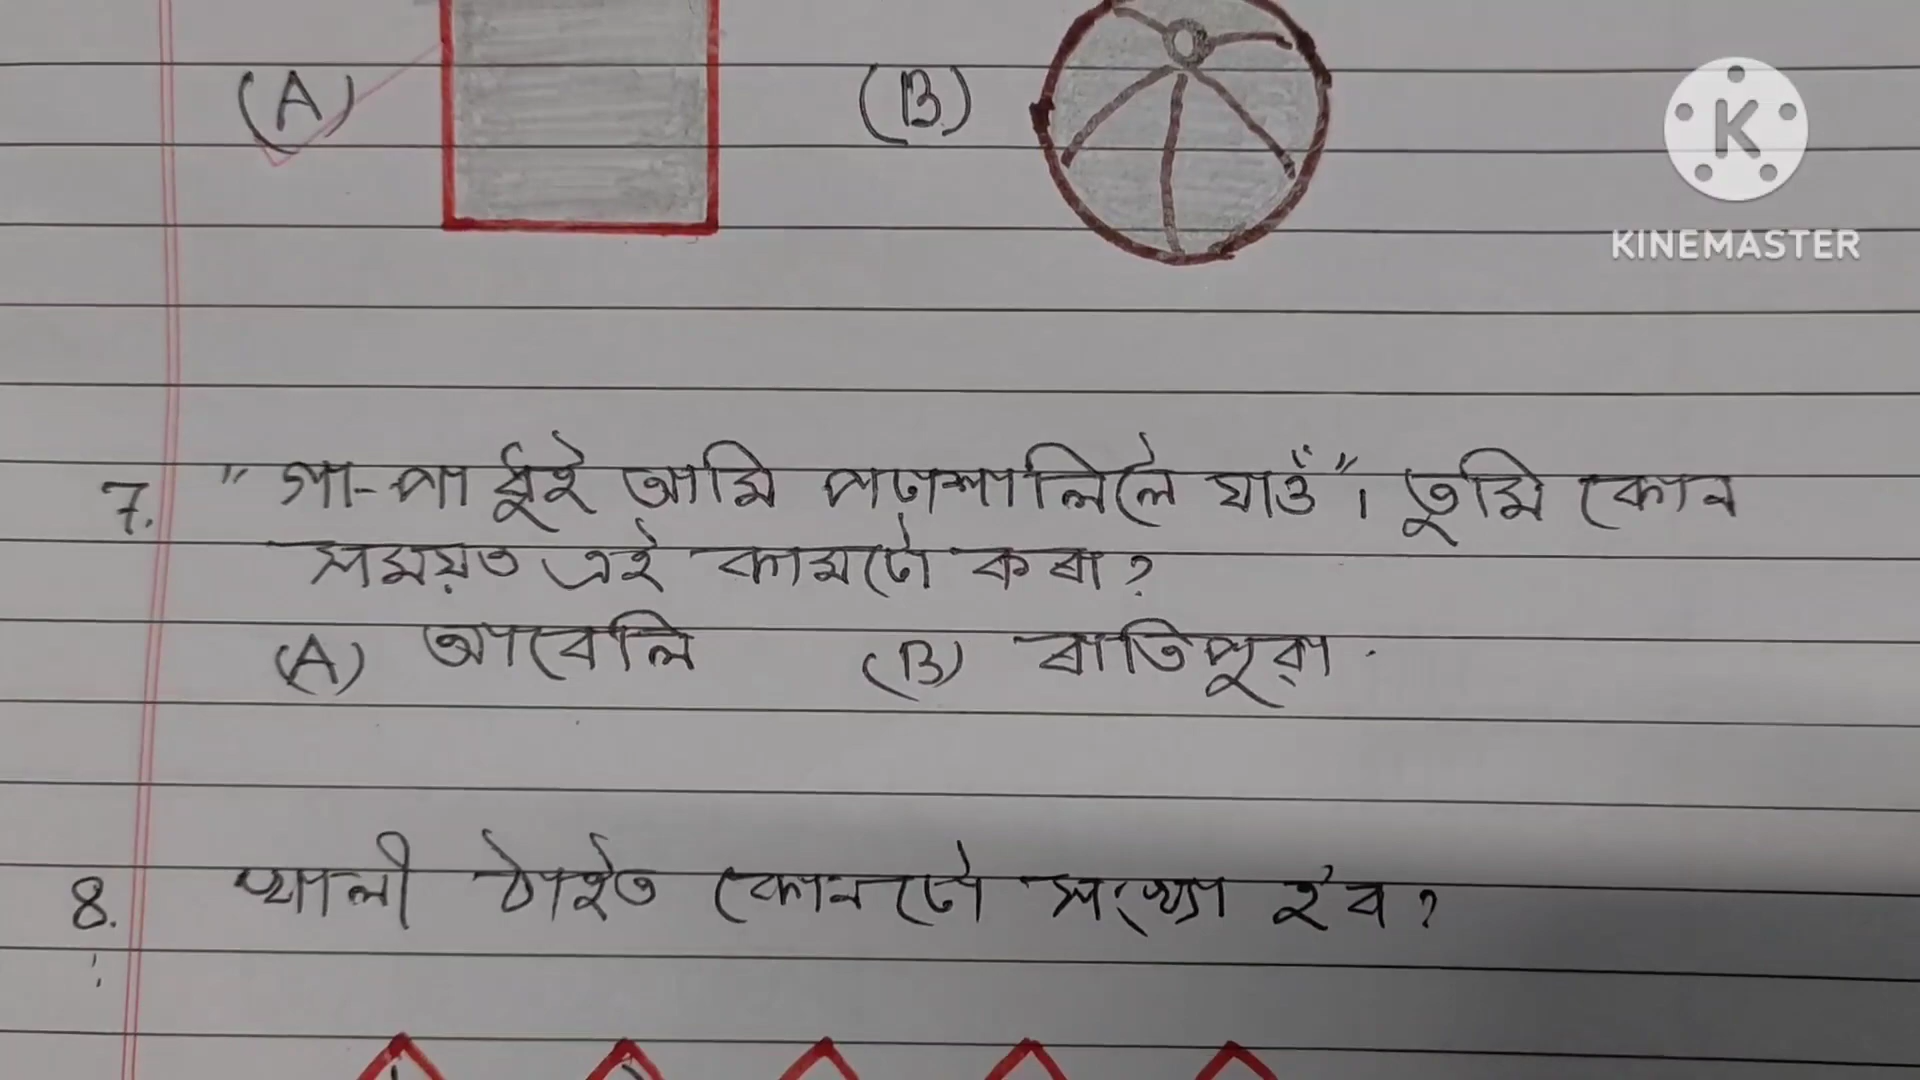 (A) (B)
K
KINEMASTER
7. "গা-পা ধুই আমি পঢ়াশালিলৈ যাওঁ"। তুমি কোন
সময়ত এই কামটো কৰা?
(A) আবেলি (B) ৰাতিপুৱা.
8. খালী ঠাইত কোনটো সংখ্যা হ'ব?